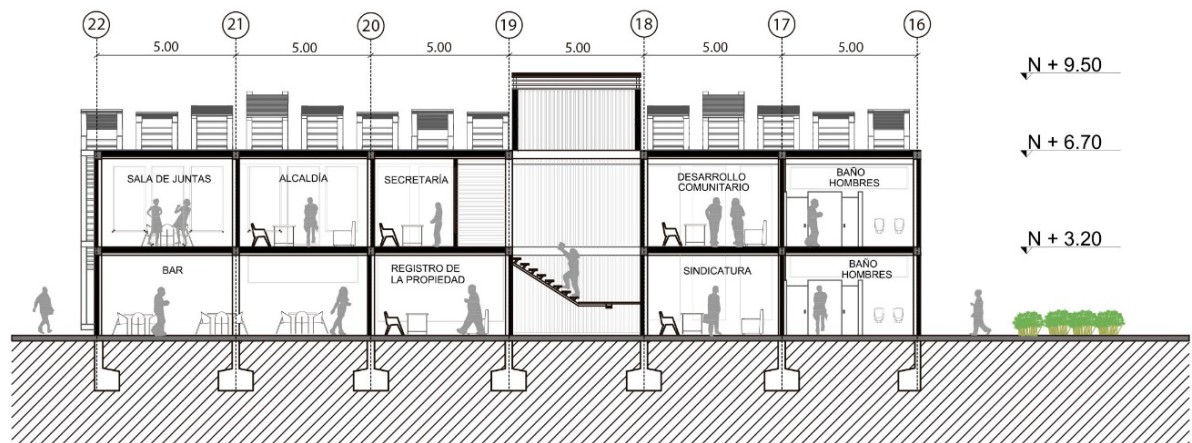 22
21
20
19
18
17
16
5.00
5.00
5.00
5.00
5.00
5.00
N + 9.50
N + 6.70
SALA DE JUNTAS
ALCALDÍA
SECRETARÍA
DESARROLLO
COMUNITARIO
BAÑO
HOMBRES
N + 3.20
BAR
REGISTRO DE
LA PROPIEDAD
SINDICATURA
BAÑO
HOMBRES